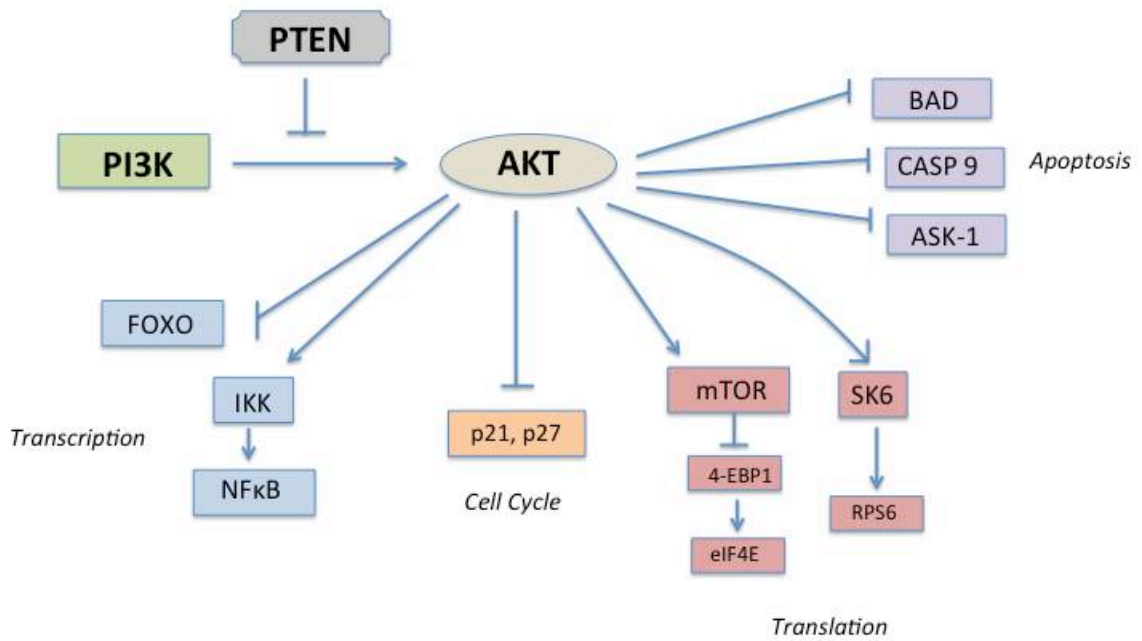 PTEN
PI3K
AKT
BAD
CASP 9
Apoptosis
ASK-1
FOXO
IKK
Transcription
NFκB
p21, p27
Cell Cycle
mTOR
SK6
4-EBP1
RPS6
eIF4E
Translation